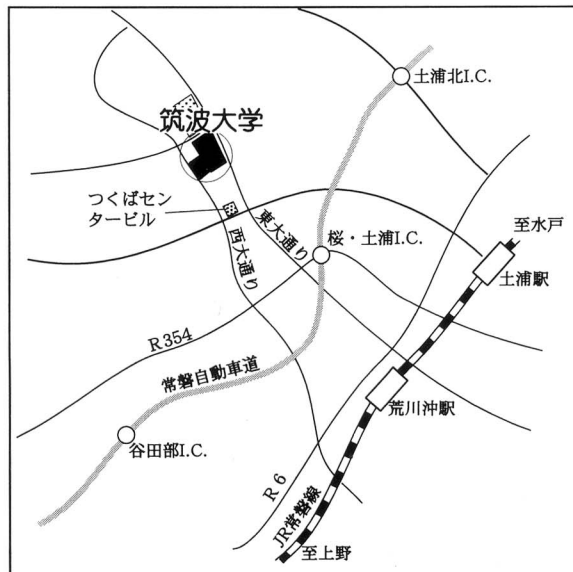 土浦北I.C.
筑波大学
つくばセン
タービル
東大通り
西大通り
至水戸
桜・土浦I.C.
土浦駅
R354
常磐自動車道
荒川沖駅
谷田部I.C.
R6
JR常磐線
至上野